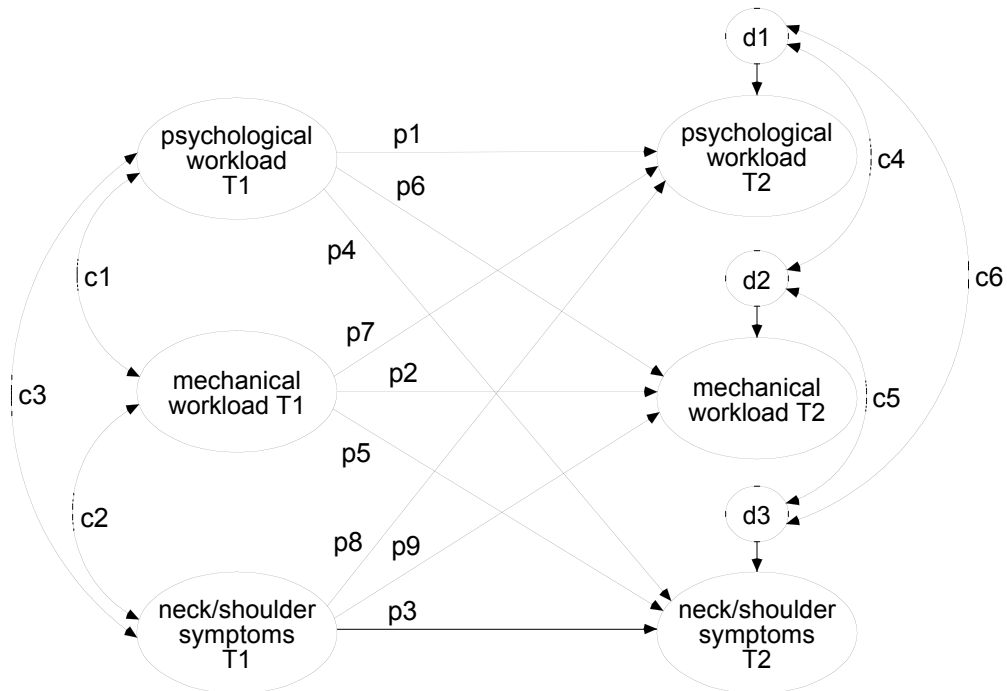 d1
psychological
workload
T1
p1
psychological
workload
T2
c4
p6
p4
c1
d2
c6
p7
c3
mechanical
workload T1
p2
mechanical
workload T2
c5
p5
c2
d3
p8
p9
neck/shoulder
symptoms
T1
p3
neck/shoulder
symptoms
T2